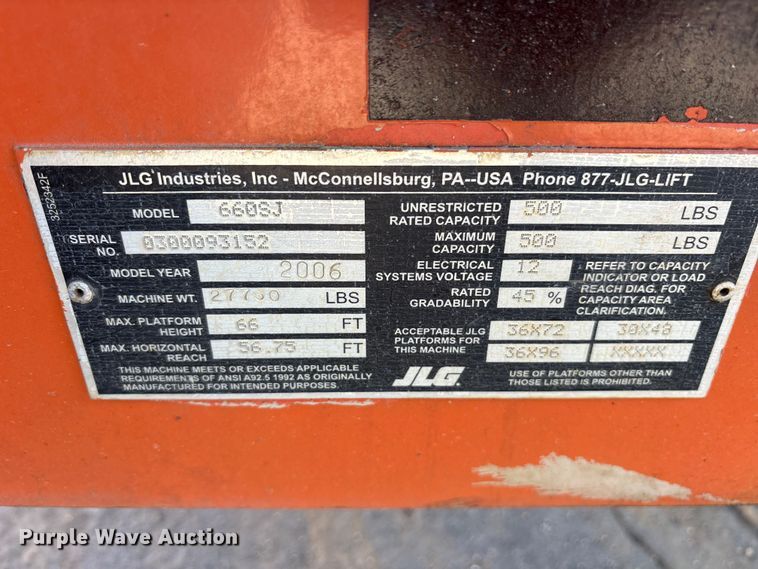 JLG Industries, Inc - McConnellsburg, PA--USA Phone 877-JLG-LIFT
3252342F
MODEL 660SJ
SERIAL NO. 0300093152
MODEL YEAR 2006
MACHINE WT. LBS
MAX. PLATFORM HEIGHT 66 FT
MAX. HORIZONTAL REACH 56.75 FT
THIS MACHINE MEETS OR EXCEEDS APPLICABLE
REQUIREMENTS OF ANSI A92.5 1992 AS ORIGINALLY
MANUFACTURED FOR INTENDED PURPOSES.
UNRESTRICTED RATED CAPACITY 500 LBS
MAXIMUM CAPACITY 500 LBS
ELECTRICAL SYSTEMS VOLTAGE 12
RATED GRADABILITY 45 %
REFER TO CAPACITY
INDICATOR OR LOAD
REACH DIAG. FOR
CAPACITY AREA
CLARIFICATION.
ACCEPTABLE JLG
PLATFORMS FOR
THIS MACHINE
36X72 30X48
36X96 XXXXX
JLG.
USE OF PLATFORMS OTHER THAN
THOSE LISTED IS PROHIBITED.
Purple Wave Auction